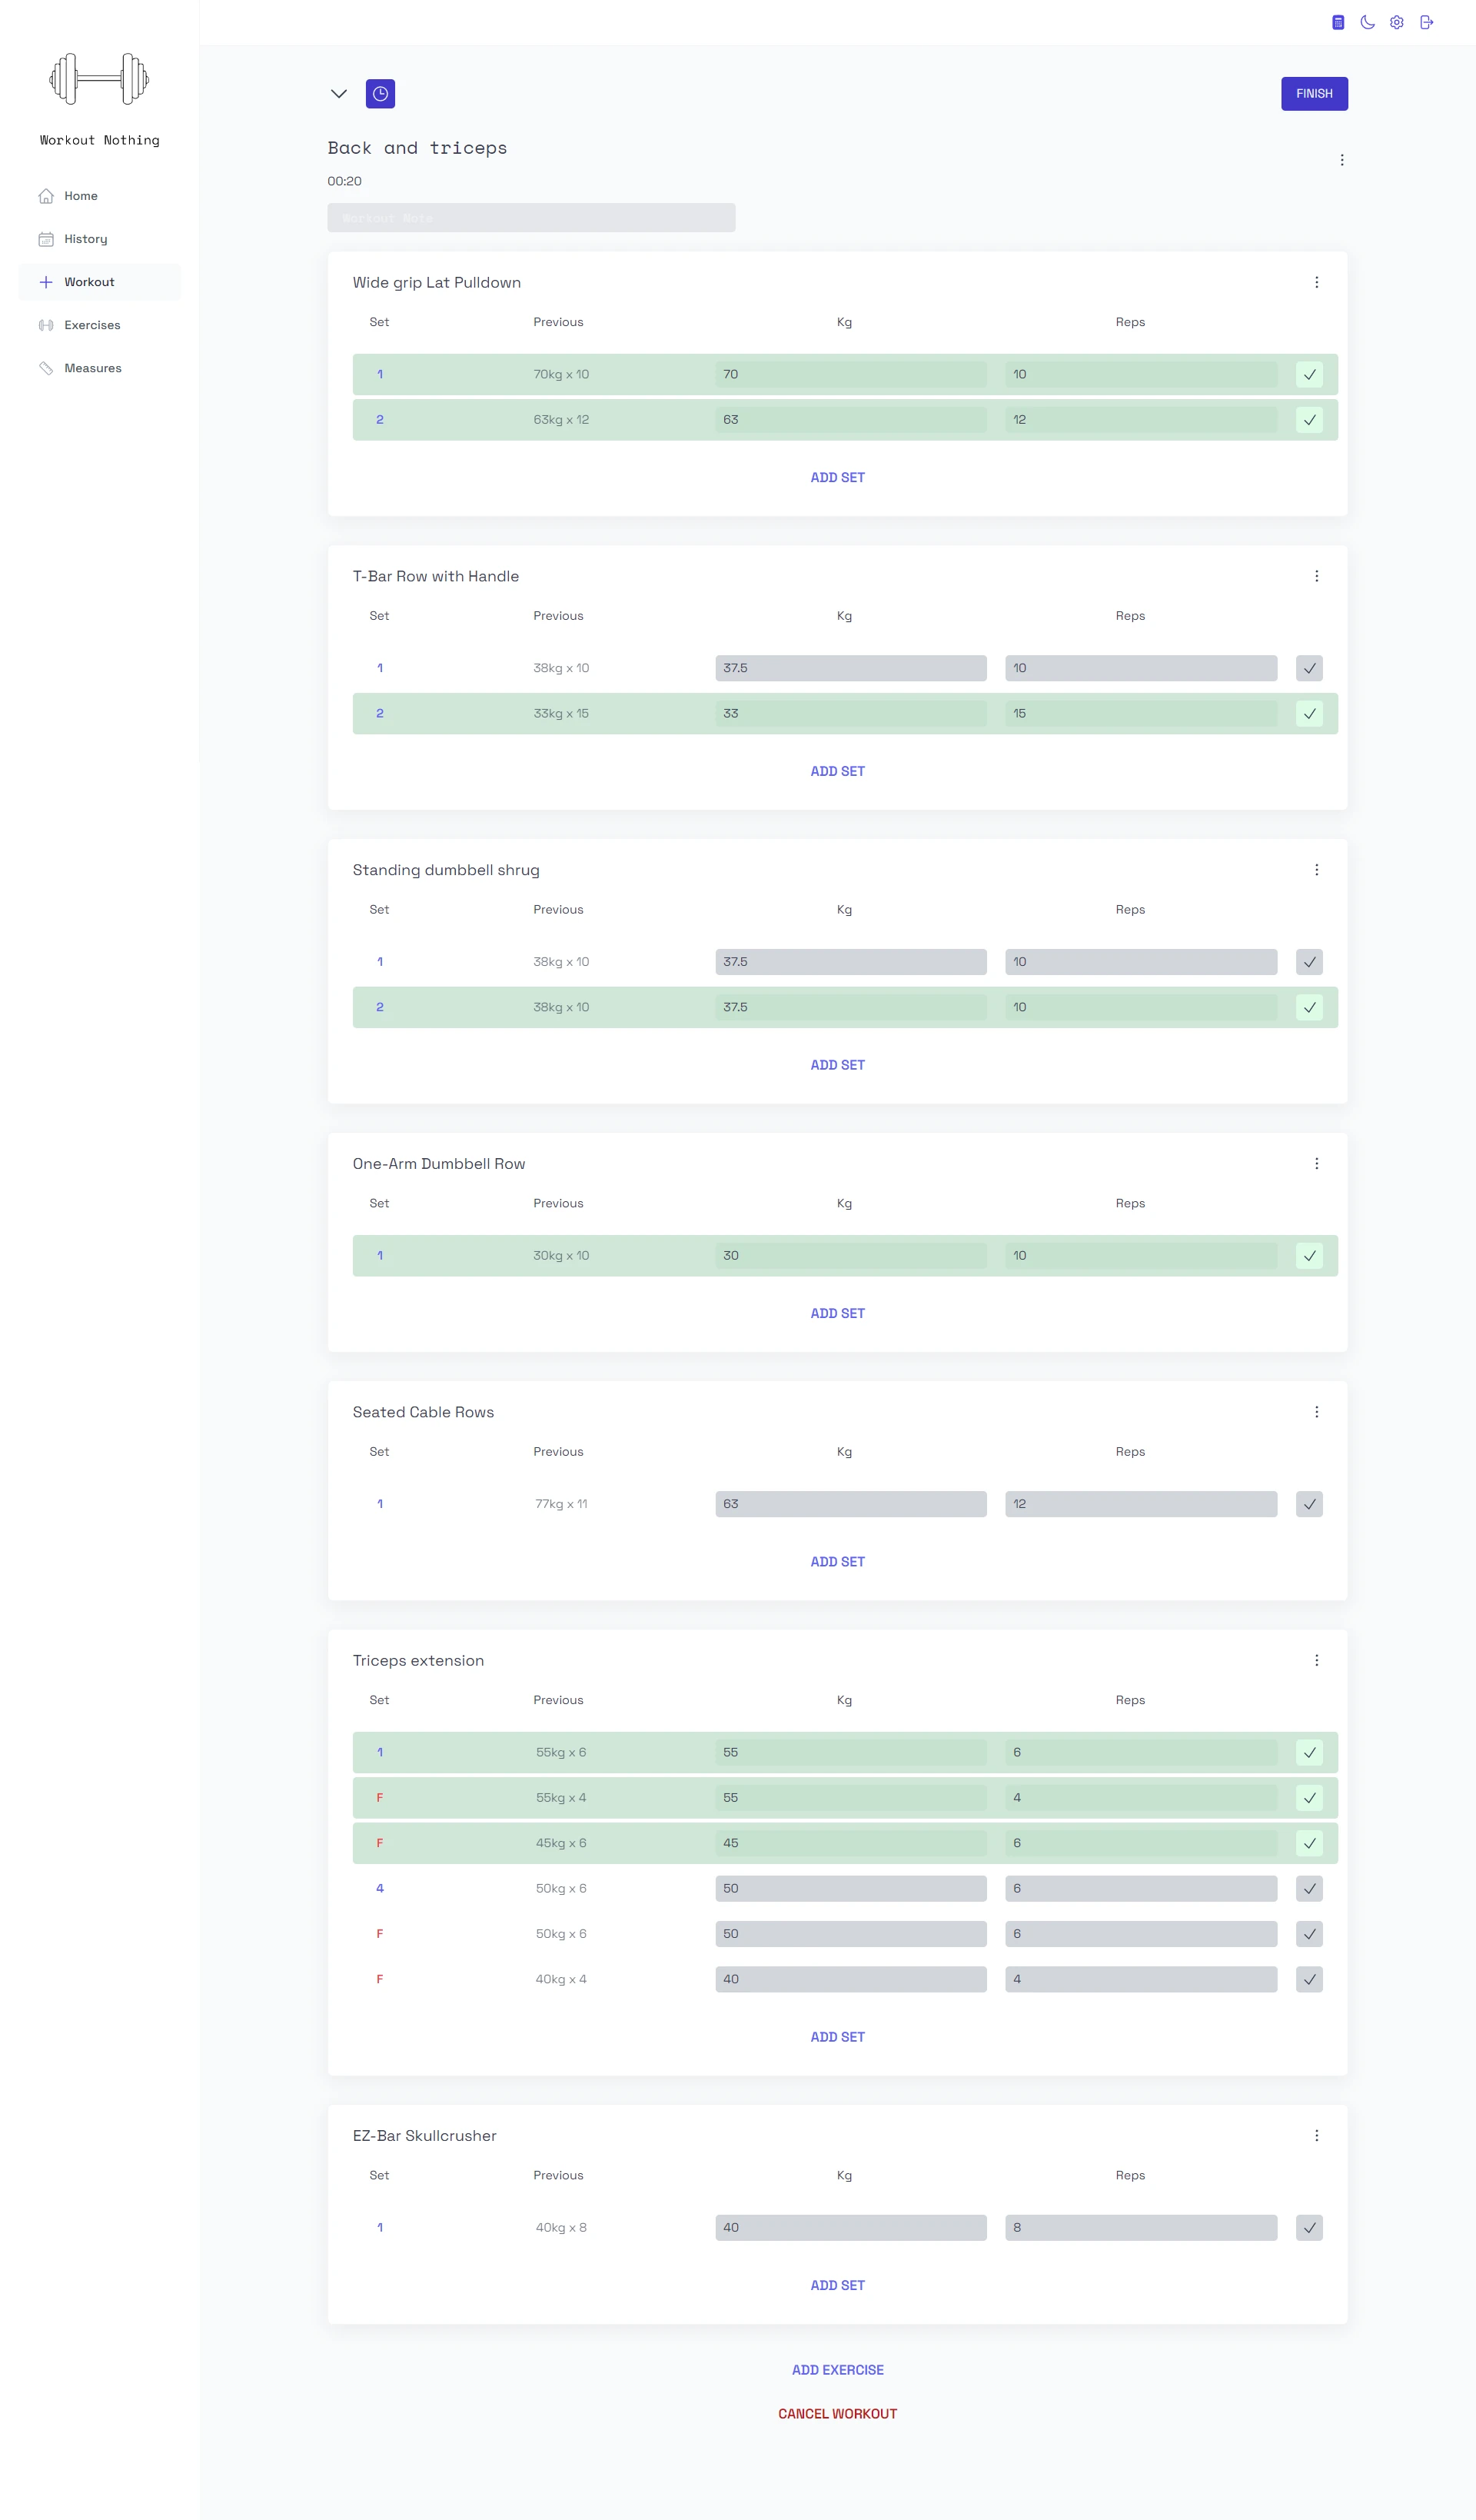 Workout Nothing
Home
History
Workout
Exercises
Measures
FINISH
Back and triceps
00:20
Workout Note
Wide grip Lat Pulldown
Set Previous Kg Reps
1 70kg x 10 70 10
2 63kg x 12 63 12
ADD SET
T-Bar Row with Handle
Set Previous Kg Reps
1 38kg x 10 37.5 10
2 33kg x 15 33 15
ADD SET
Standing dumbbell shrug
Set Previous Kg Reps
1 38kg x 10 37.5 10
2 38kg x 10 37.5 10
ADD SET
One-Arm Dumbbell Row
Set Previous Kg Reps
1 30kg x 10 30 10
ADD SET
Seated Cable Rows
Set Previous Kg Reps
1 77kg x 11 63 12
ADD SET
Triceps extension
Set Previous Kg Reps
1 55kg x 6 55 6
F 55kg x 4 55 4
F 45kg x 6 45 6
4 50kg x 6 50 6
F 50kg x 6 50 6
F 40kg x 4 40 4
ADD SET
EZ-Bar Skullcrusher
Set Previous Kg Reps
1 40kg x 8 40 8
ADD SET
ADD EXERCISE
CANCEL WORKOUT